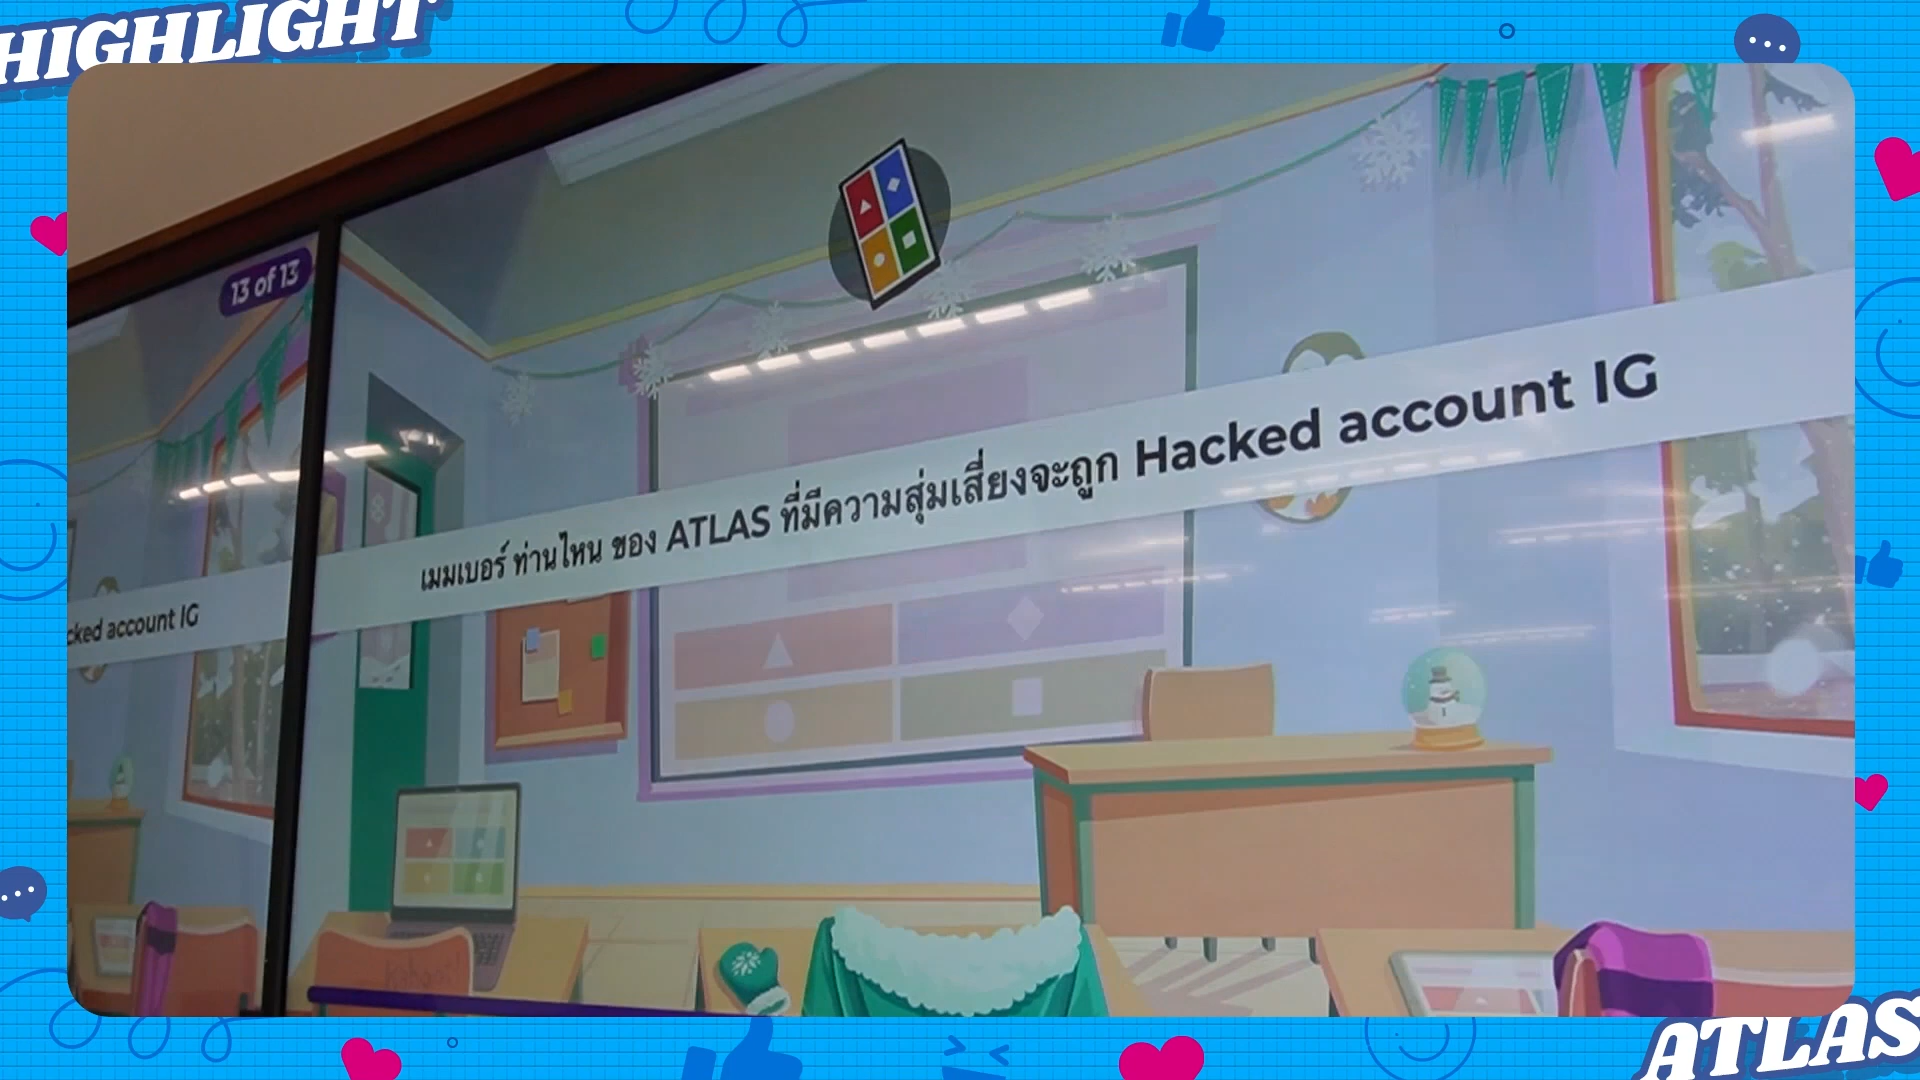 HIGHLIGHT
13 of 13
เมมเบอร์ ท่านไหน ของ ATLAS ที่มีความสุ่มเสี่ยงจะถูก Hacked account IG
cked account IG
Kahoot!
ATLAS